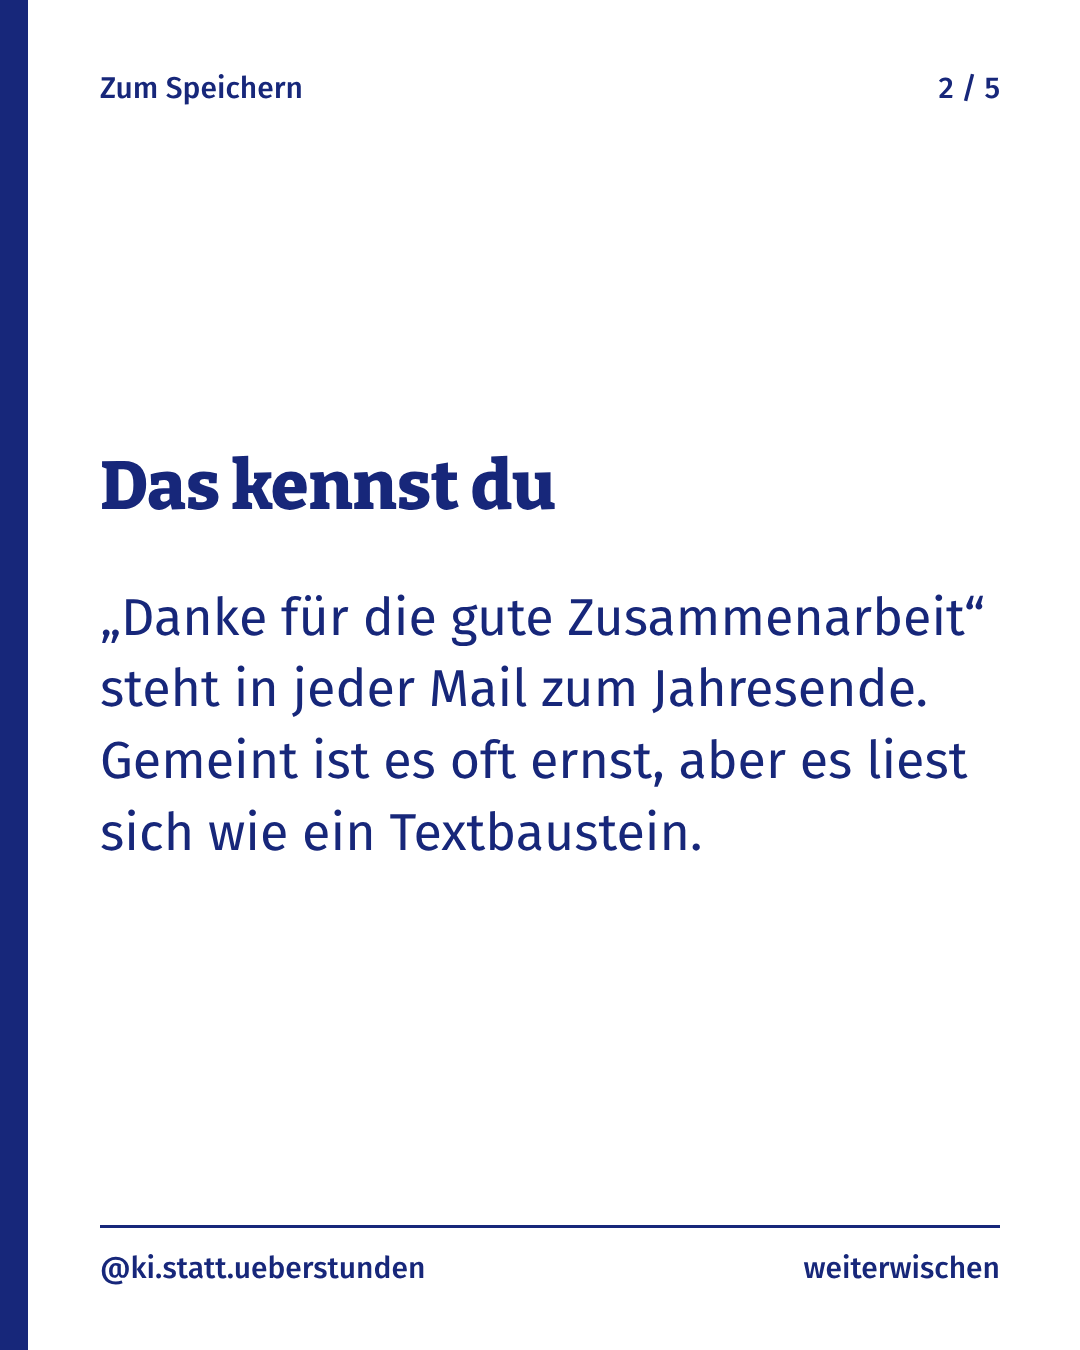 Zum Speichern
2 / 5
Das kennst du
„Danke für die gute Zusammenarbeit“
steht in jeder Mail zum Jahresende.
Gemeint ist es oft ernst, aber es liest
sich wie ein Textbaustein.
@ki.statt.ueberstunden
weiterwischen